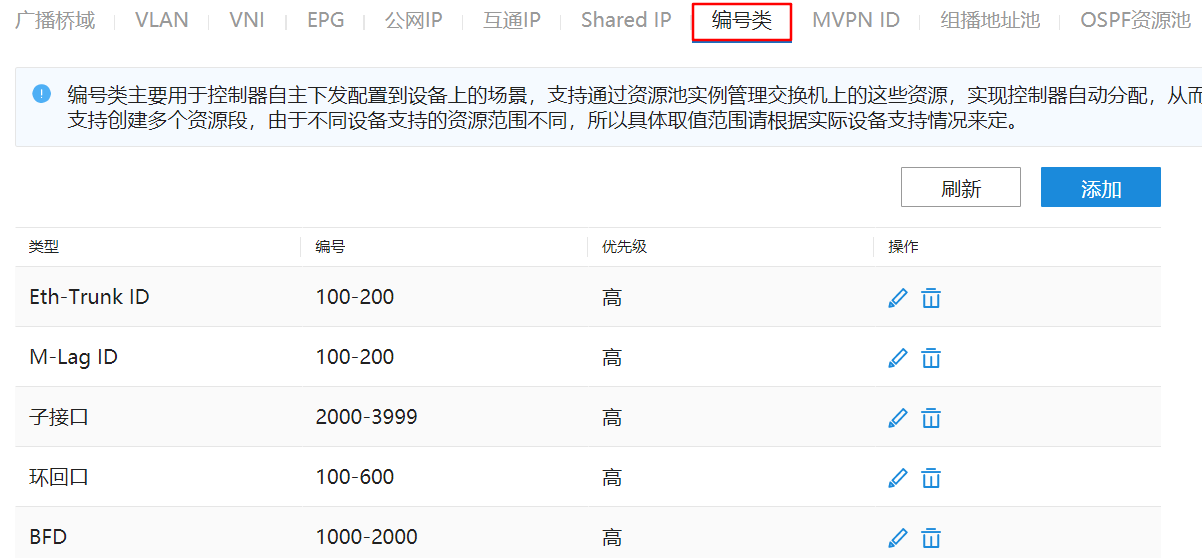 广播桥域 VLAN VNI EPG 公网IP 互通IP Shared IP 编号类 MVPN ID 组播地址池 OSPF资源池
编号类主要用于控制器自主下发配置到设备上的场景，支持通过资源池实例管理交换机上的这些资源，实现控制器自动分配，从而
支持创建多个资源段，由于不同设备支持的资源范围不同，所以具体取值范围请根据实际设备支持情况来定。
刷新 添加
类型 编号 优先级 操作
Eth-Trunk ID 100-200 高
M-Lag ID 100-200 高
子接口 2000-3999 高
环回口 100-600 高
BFD 1000-2000 高